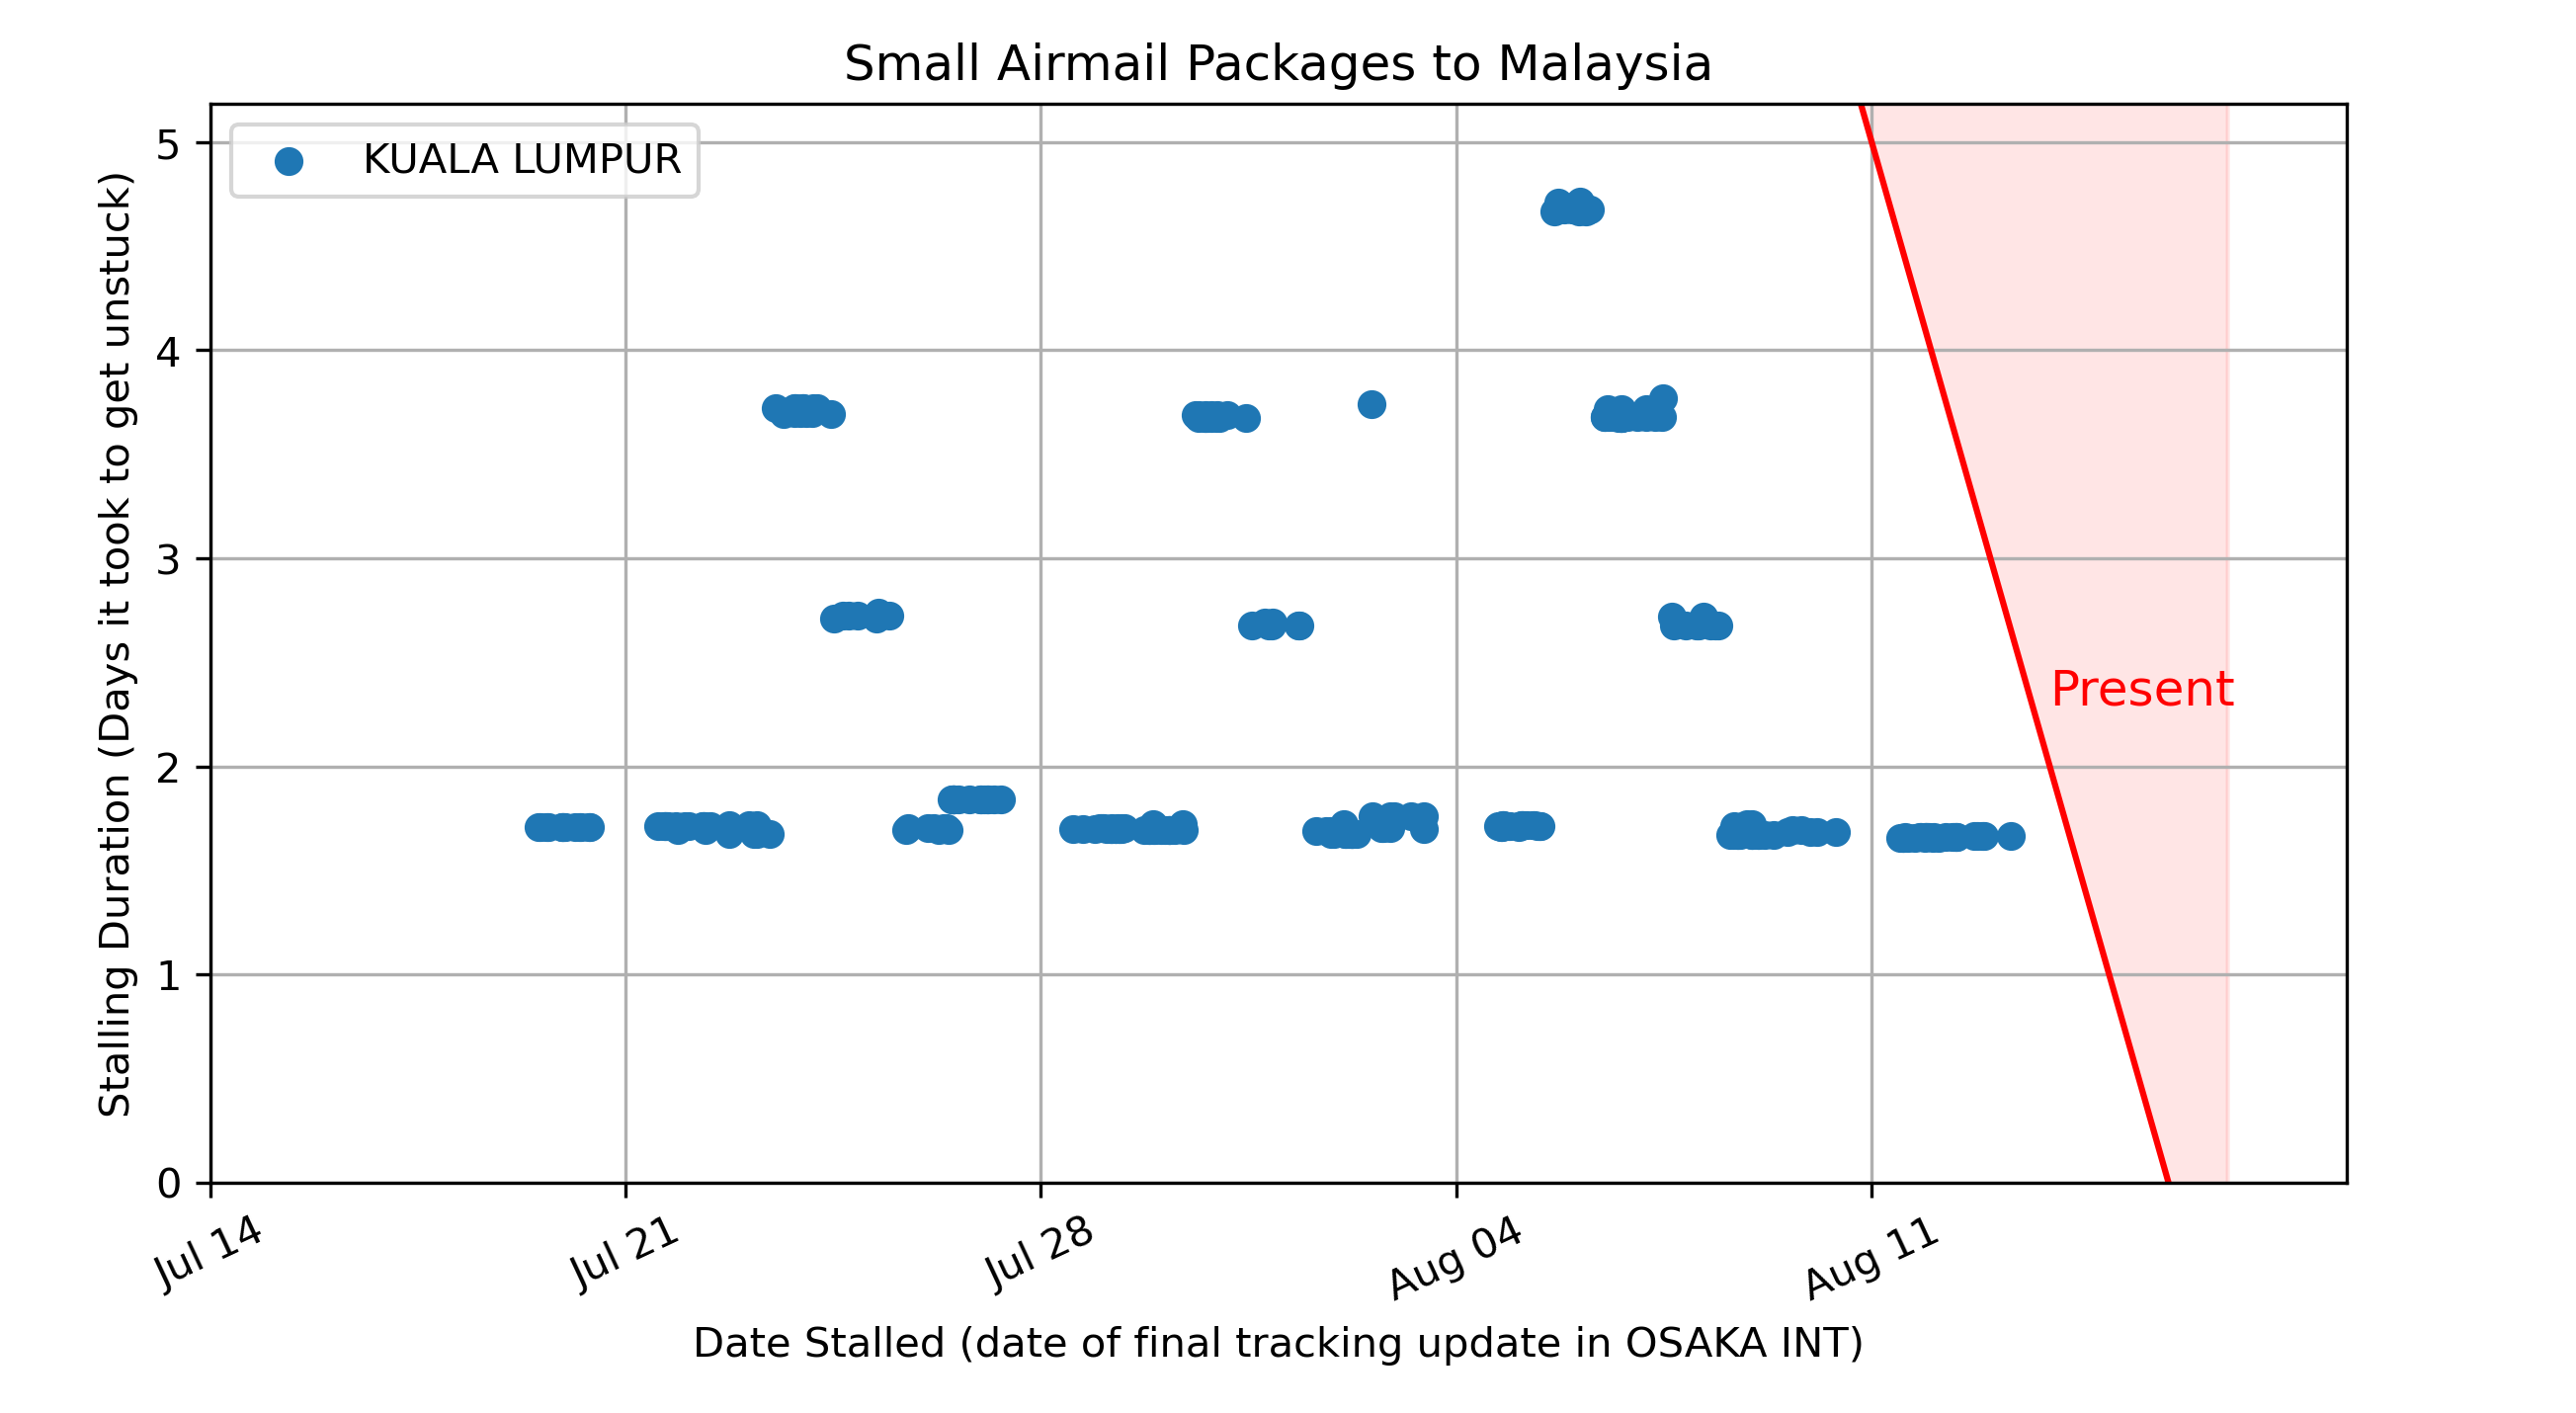 Small Airmail Packages to Malaysia
KUALA LUMPUR
Stalling Duration (Days it took to get unstuck)
5
4
3
2
1
0
Present
Jul 14
Jul 21
Jul 28
Aug 04
Aug 11
Date Stalled (date of final tracking update in OSAKA INT)